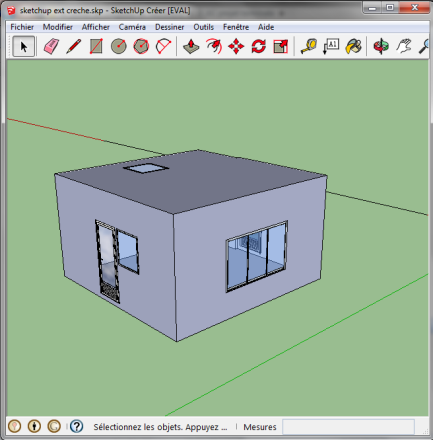 sketchup ext creche.skp - SketchUp Créer [EVAL]
Fichier Modifier Afficher Caméra Dessiner Outils Fenêtre Aide
A1
Sélectionnez les objets. Appuyez ... Mesures